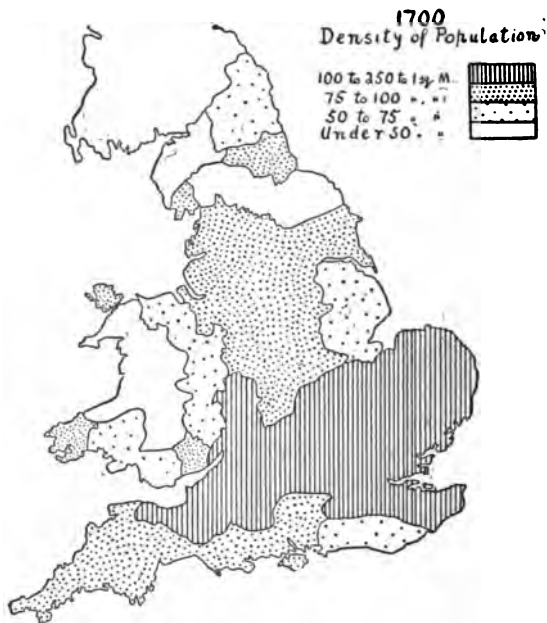 1700
Density of Population
100 to 250 to 1 sq M.
75 to 100 " "
50 to 75 " "
Under 50 " "